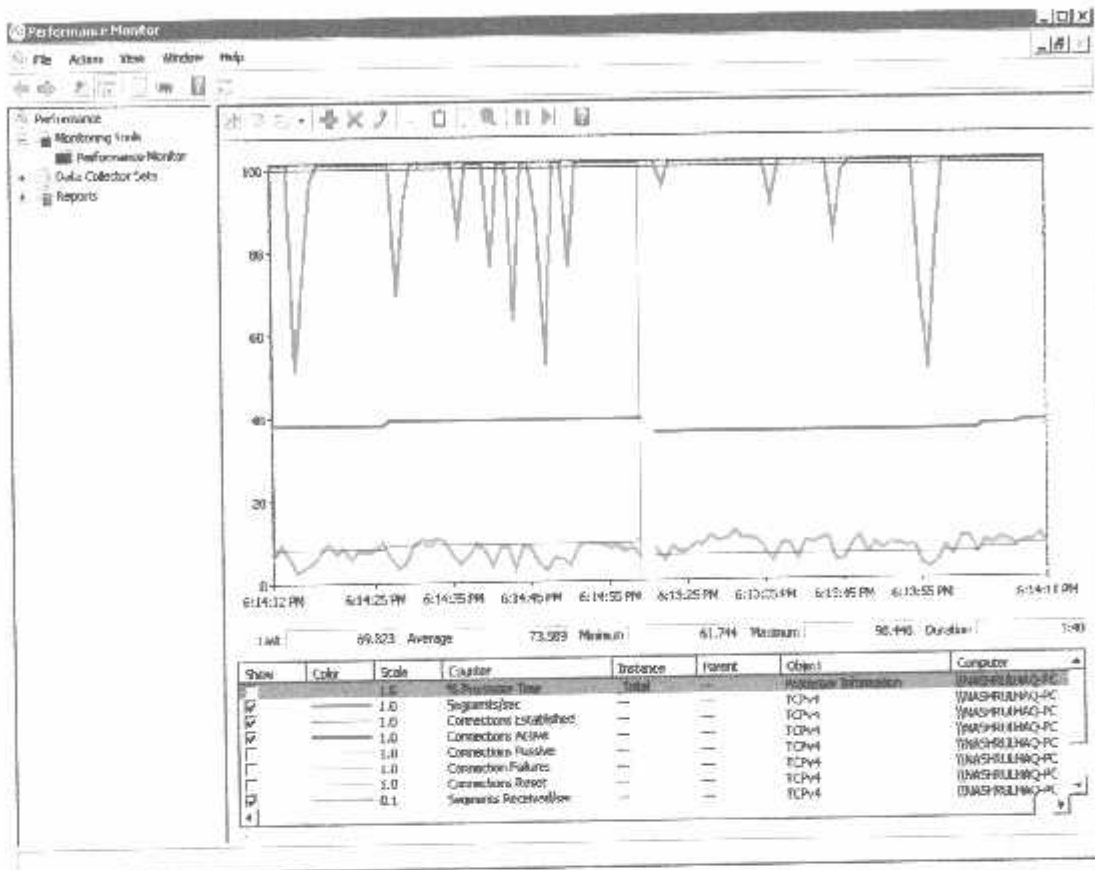 Performance Monitor
File Action View Window Help
Performance
Monitoring Tools
Performance Monitor
Data Collector Sets
Reports
100
80
60
40
20
0
6:14:12 PM 6:14:25 PM 6:14:35 PM 6:14:45 PM 6:14:55 PM 6:13:25 PM 6:13:35 PM 6:13:45 PM 6:13:55 PM 6:14:11 PM
Last 69.823 Average 73.589 Minimum 61.744 Maximum 98.448 Duration 1:40
Show Color Scale Counter Instance Parent Object Computer
1.0 % Processor Time _Total --- Processor Information \\NASHRULHAQ-PC
1.0 Segments/sec --- --- TCPv4 \\NASHRULHAQ-PC
1.0 Connections Established --- --- TCPv4 \\NASHRULHAQ-PC
1.0 Connections Active --- --- TCPv4 \\NASHRULHAQ-PC
1.0 Connections Passive --- --- TCPv4 \\NASHRULHAQ-PC
1.0 Connection Failures --- --- TCPv4 \\NASHRULHAQ-PC
1.0 Connections Reset --- --- TCPv4 \\NASHRULHAQ-PC
0.1 Segments Received/sec --- --- TCPv4 \\NASHRULHAQ-PC